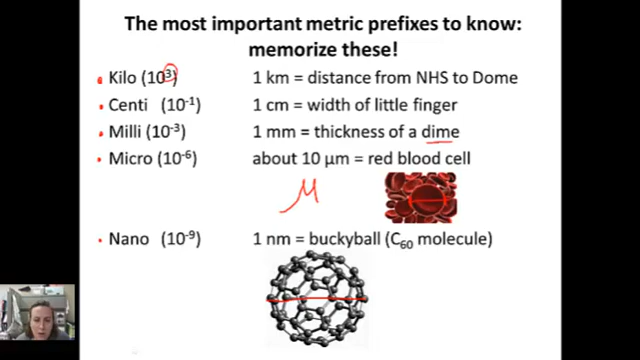 The most important metric prefixes to know:
memorize these!
Kilo (10³) 1 km = distance from NHS to Dome
Centi (10⁻¹) 1 cm = width of little finger
Milli (10⁻³) 1 mm = thickness of a dime
Micro (10⁻⁶) about 10 µm = red blood cell
µ
Nano (10⁻⁹) 1 nm = buckyball (C₆₀ molecule)